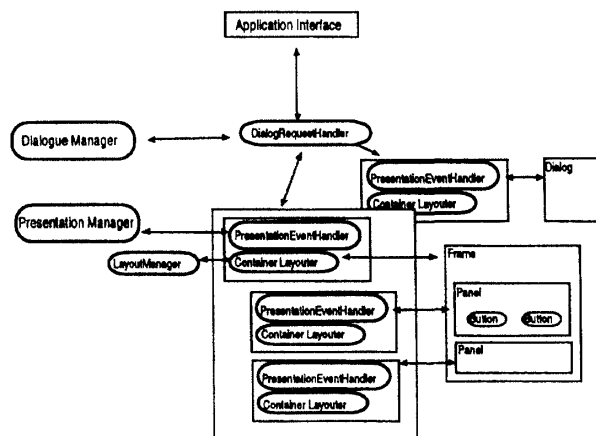 Application Interface
DialogRequestHandler
Dialogue Manager
PresentationEventHandler
Container Layouter
Dialog
Presentation Manager
PresentationEventHandler
Container Layouter
LayoutManager
Frame
Panel
Button
Button
PresentationEventHandler
Container Layouter
Panel
PresentationEventHandler
Container Layouter